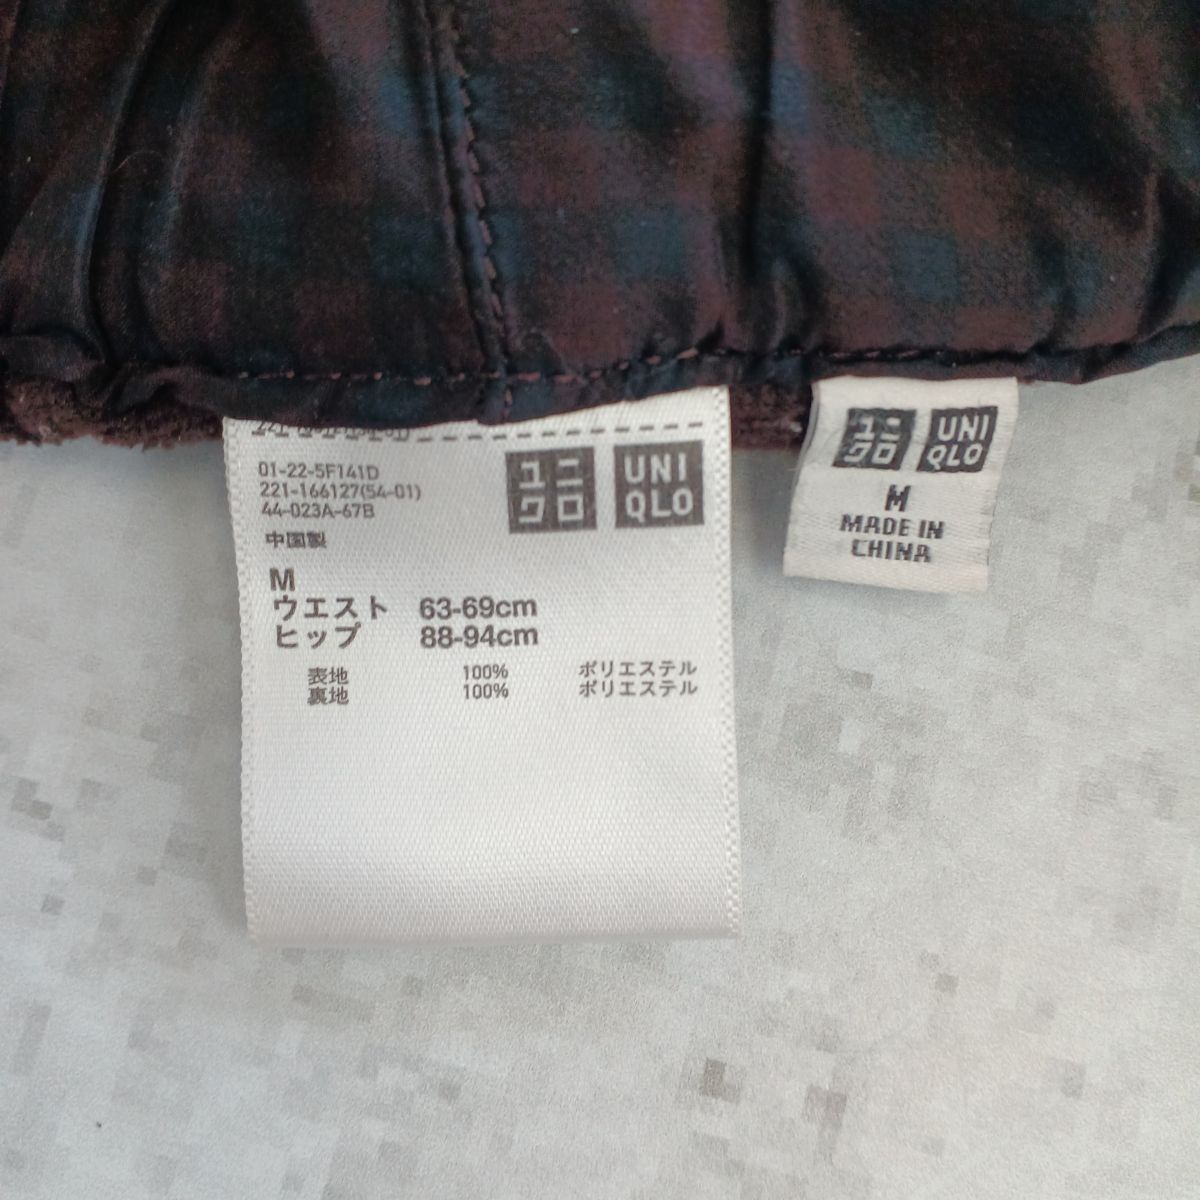 01-22-5F141D
221-166127(54-01)
44-023A-67B
中国製
ユニ
クロ
UNI
QLO
M
ウエスト 63-69cm
ヒップ 88-94cm
表地 100% ポリエステル
裏地 100% ポリエステル
ユニ
クロ
UNI
QLO
M
MADE IN
CHINA